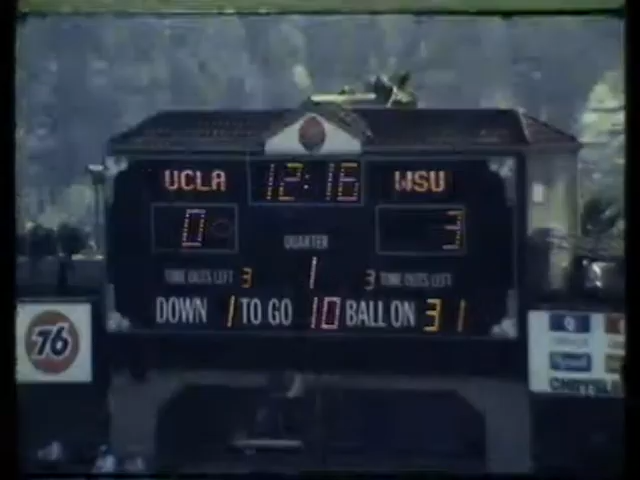 UCLA 12:16 WSU
0 3
QUARTER
1
TIME OUTS LEFT 3 3 TIME OUTS LEFT
DOWN 1 TO GO 10 BALL ON 31
76
CHRYSLER